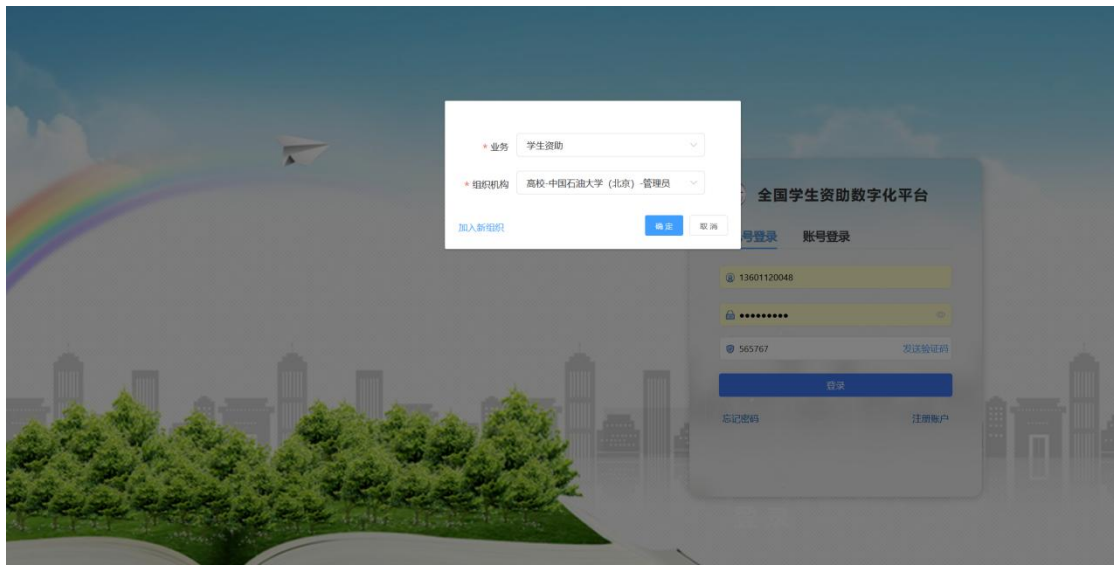 * 业务 学生资助
* 组织机构 高校-中国石油大学（北京）-管理员
加入新组织 确定 取消
全国学生资助数字化平台
号登录 账号登录
13601120048
•••••••••
565767 发送验证码
登录
忘记密码 注册账户